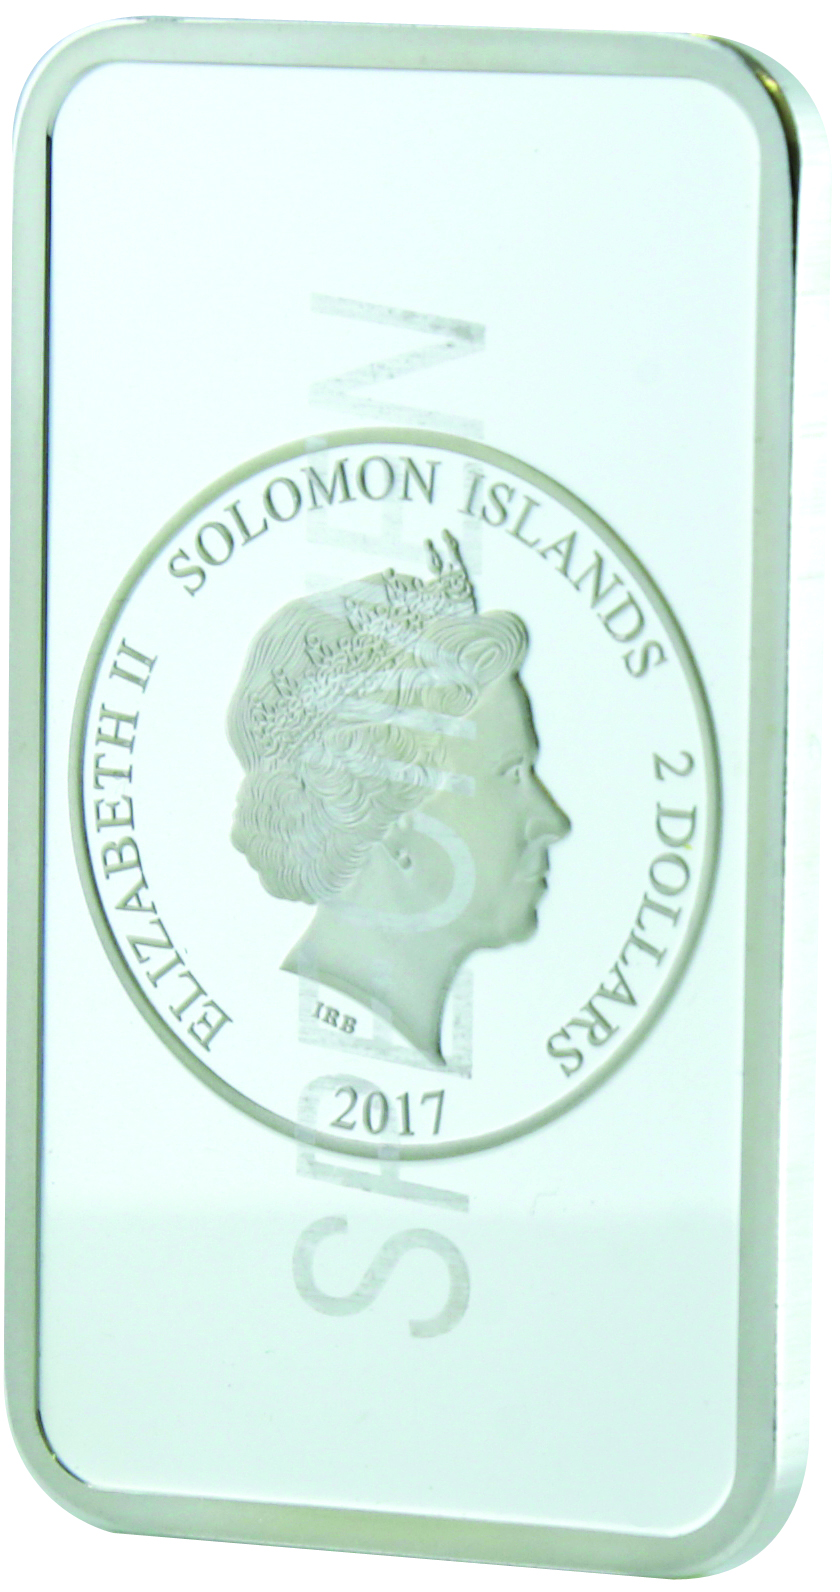 ELIZABETH II SOLOMON ISLANDS 2 DOLLARS
IRB
2017
SPECIMEN